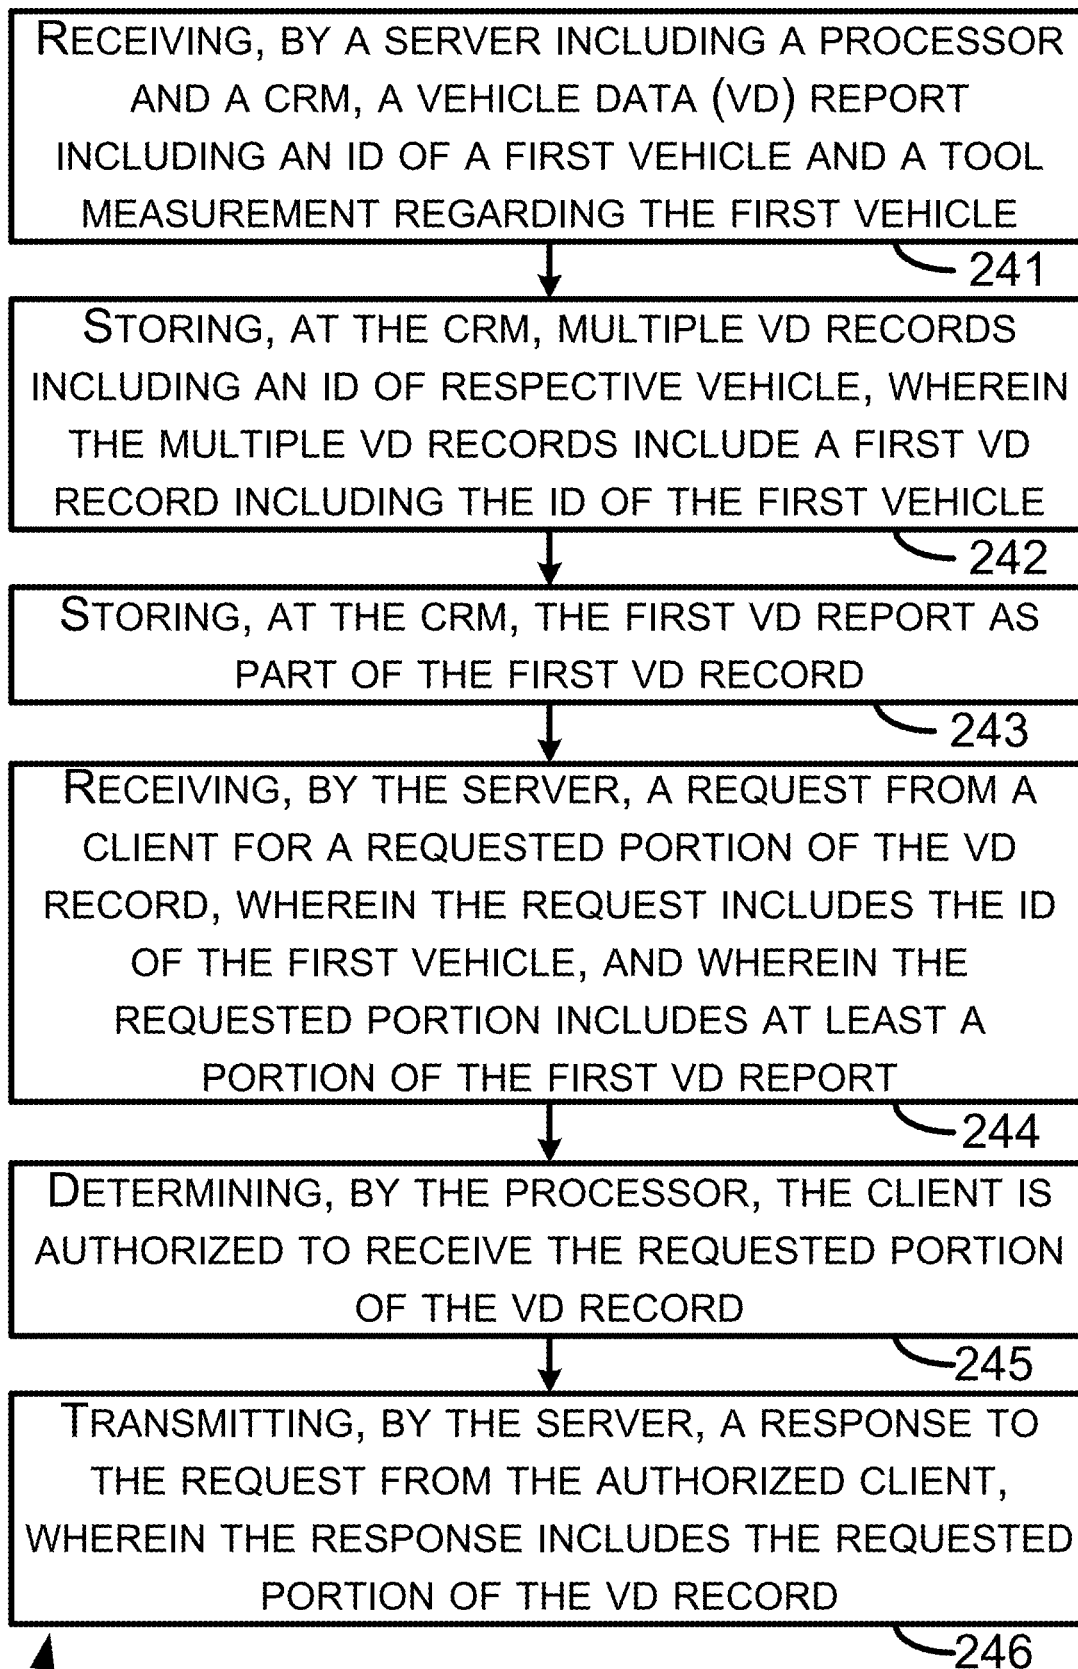 RECEIVING, BY A SERVER INCLUDING A PROCESSOR
AND A CRM, A VEHICLE DATA (VD) REPORT
INCLUDING AN ID OF A FIRST VEHICLE AND A TOOL
MEASUREMENT REGARDING THE FIRST VEHICLE
241
STORING, AT THE CRM, MULTIPLE VD RECORDS
INCLUDING AN ID OF RESPECTIVE VEHICLE, WHEREIN
THE MULTIPLE VD RECORDS INCLUDE A FIRST VD
RECORD INCLUDING THE ID OF THE FIRST VEHICLE
242
STORING, AT THE CRM, THE FIRST VD REPORT AS
PART OF THE FIRST VD RECORD
243
RECEIVING, BY THE SERVER, A REQUEST FROM A
CLIENT FOR A REQUESTED PORTION OF THE VD
RECORD, WHEREIN THE REQUEST INCLUDES THE ID
OF THE FIRST VEHICLE, AND WHEREIN THE
REQUESTED PORTION INCLUDES AT LEAST A
PORTION OF THE FIRST VD REPORT
244
DETERMINING, BY THE PROCESSOR, THE CLIENT IS
AUTHORIZED TO RECEIVE THE REQUESTED PORTION
OF THE VD RECORD
245
TRANSMITTING, BY THE SERVER, A RESPONSE TO
THE REQUEST FROM THE AUTHORIZED CLIENT,
WHEREIN THE RESPONSE INCLUDES THE REQUESTED
PORTION OF THE VD RECORD
246